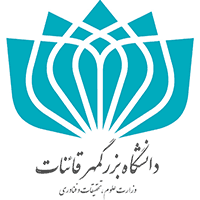 دانشگاه بزرگمهر قائنات
وزارت علوم، تحقیقات و فناوری